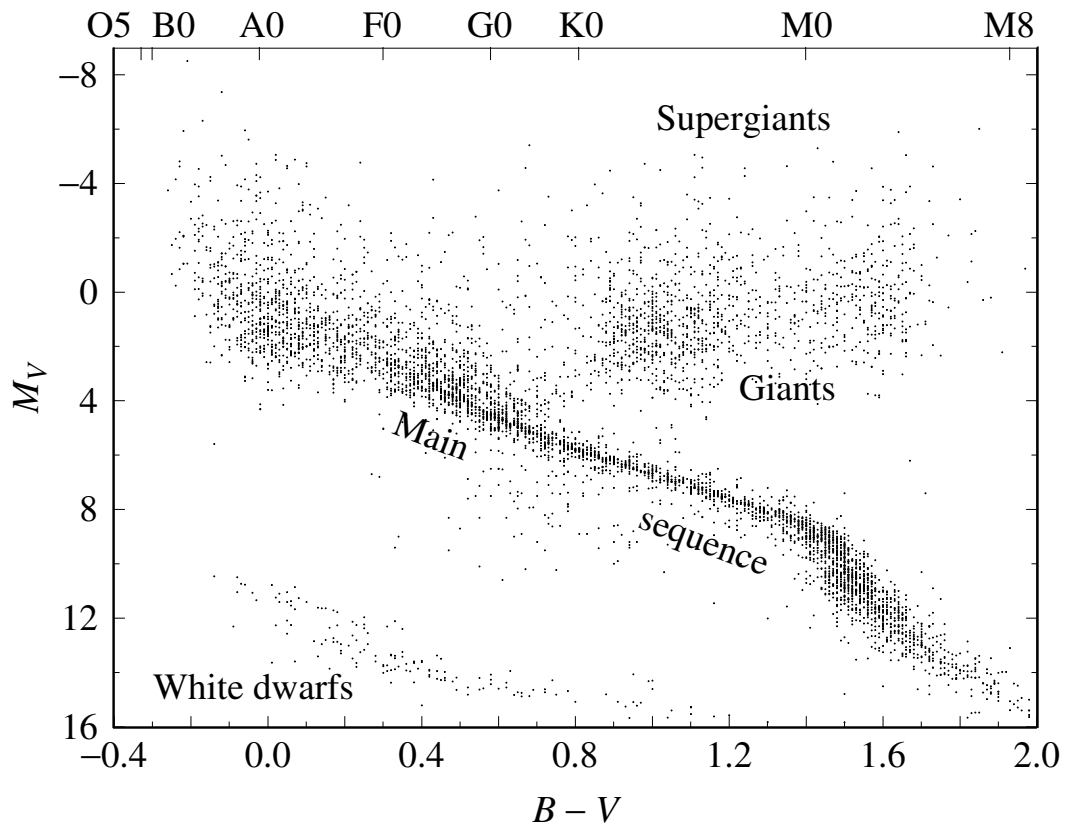 O5 B0 A0 F0 G0 K0 M0 M8
−8
Supergiants
−4
0
M_V
Giants
4
Main
sequence
8
12
White dwarfs
16
−0.4 0.0 0.4 0.8 1.2 1.6 2.0
B − V